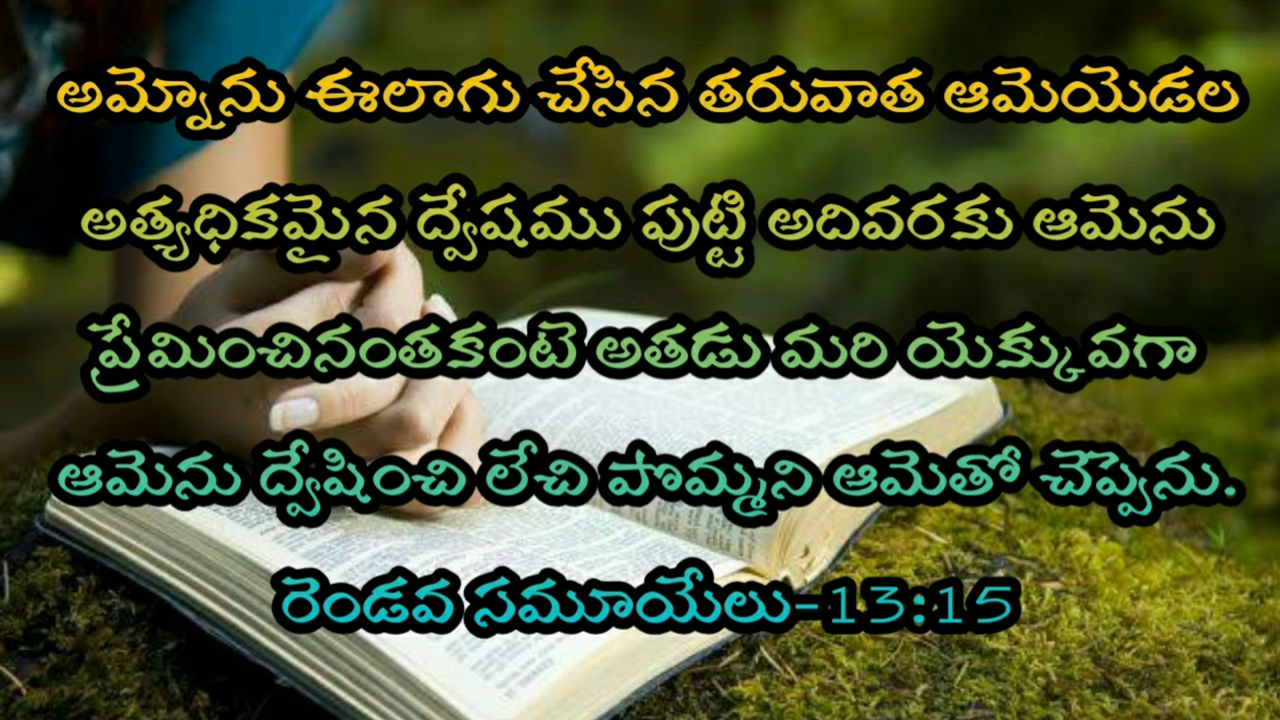 అమ్నోను ఈలాగు చేసిన తరువాత ఆమెయెడల
అత్యధికమైన ద్వేషము పుట్టి అదివరకు ఆమెను
ప్రేమించినంతకంటె అతడు మరి యెక్కువగా
ఆమెను ద్వేషించి లేచి పొమ్మని ఆమెతో చెప్పెను.
రెండవ సమూయేలు-13:15